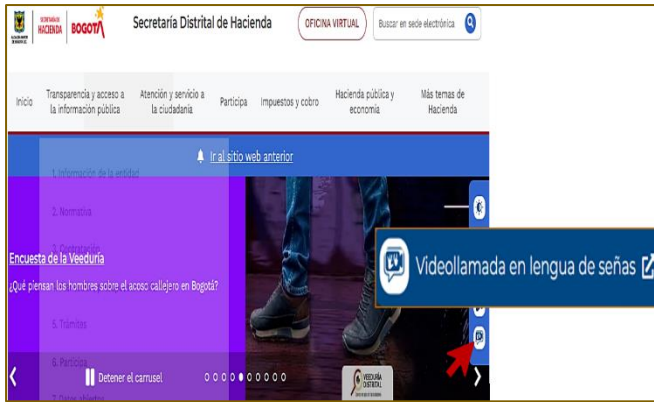 SECRETARÍA DE
HACIENDA
BOGOTÁ
Secretaría Distrital de Hacienda
OFICINA VIRTUAL
Buscar en sede electrónica
Inicio
Transparencia y acceso a
la información pública
Atención y servicio a
la ciudadanía
Participa
Impuestos y cobro
Hacienda pública y
economía
Más temas de
Hacienda
Ir al sitio web anterior
1. Información de la entidad
2. Normativa
3. Contratación
Encuesta de la Veeduría
¿Qué piensan los hombres sobre el acoso callejero en Bogotá?
5. Trámites
6. Participa
7. Datos abiertos
Detener el carrusel
VEEDURÍA
DISTRITAL
Videollamada en lengua de señas